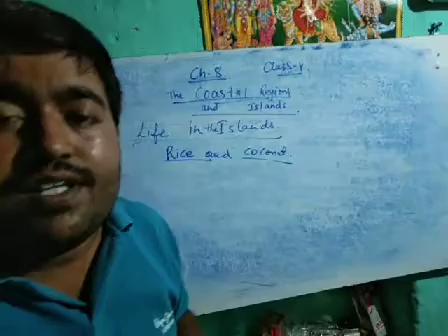 Ch-8 Class-V
The Coastal Regions
and Islands
Life in the Islands
Rice and coconut.